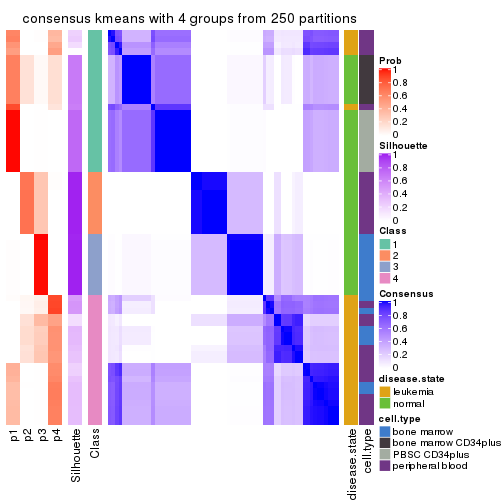 consensus kmeans with 4 groups from 250 partitions
Prob
1
0.8
0.6
0.4
0.2
0
Silhouette
1
0.8
0.6
0.4
0.2
0
Class
1
2
3
4
Consensus
1
0.8
0.6
0.4
0.2
0
disease.state
leukemia
normal
cell.type
bone marrow
bone marrow CD34plus
PBSC CD34plus
peripheral blood
p1
p2
p3
p4
Silhouette
Class
disease.state
cell.type